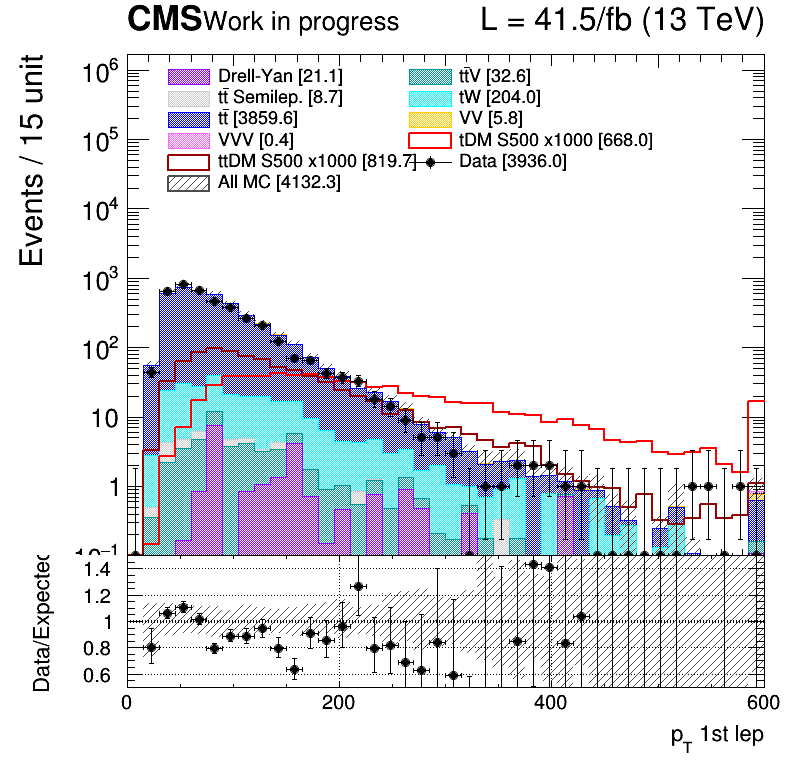 CMS Work in progress L = 41.5/fb (13 TeV)
Events / 15 unit
Drell-Yan [21.1] tt̄V [32.6]
tt̄ Semilep. [8.7] tW [204.0]
tt̄ [3859.6] VV [5.8]
VVV [0.4] tDM S500 x1000 [668.0]
ttDM S500 x1000 [819.7] Data [3936.0]
All MC [4132.3]
10⁶
10⁵
10⁴
10³
10²
10
1
10⁻¹
Data/Expected
1.4
1.2
1
0.8
0.6
0 200 400 600
p_T 1st lep